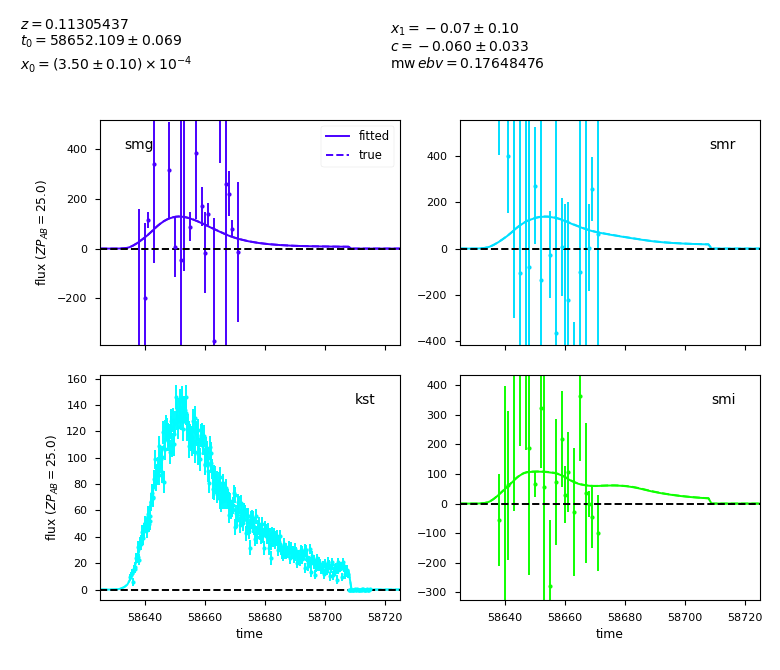 z = 0.11305437
t₀ = 58652.109 ± 0.069
x₀ = (3.50 ± 0.10) × 10⁻⁴
x₁ = −0.07 ± 0.10
c = −0.060 ± 0.033
mw ebv = 0.17648476
smg
fitted
true
flux (ZP_AB = 25.0)
400
200
0
−200
smr
400
200
0
−200
−400
kst
flux (ZP_AB = 25.0)
160
140
120
100
80
60
40
20
0
58640 58660 58680 58700 58720
time
smi
400
300
200
100
0
−100
−200
−300
58640 58660 58680 58700 58720
time